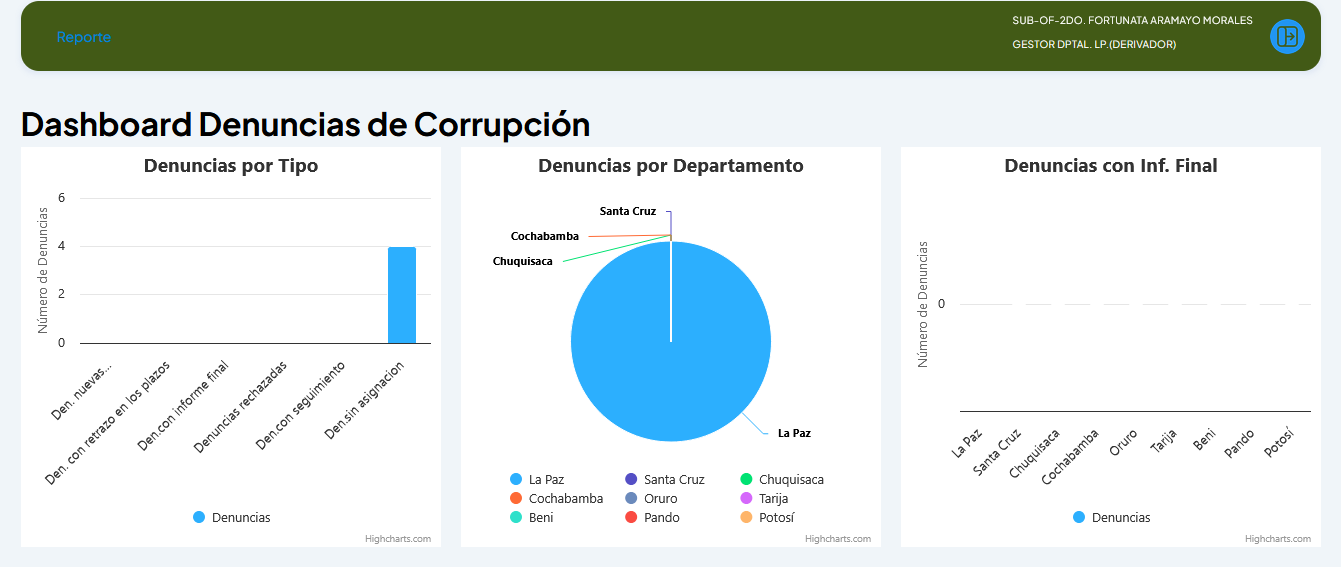 Reporte
SUB-OF-2DO. FORTUNATA ARAMAYO MORALES
GESTOR DPTAL. LP.(DERIVADOR)
Dashboard Denuncias de Corrupción
Denuncias por Tipo
Número de Denuncias
6
4
2
0
Den. nuevas...
Den. con retrazo en los plazos
Den.con informe final
Denuncias rechazadas
Den.con seguimiento
Den.sin asignacion
Denuncias
Highcharts.com
Denuncias por Departamento
Santa Cruz
Cochabamba
Chuquisaca
La Paz
La Paz
Santa Cruz
Chuquisaca
Cochabamba
Oruro
Tarija
Beni
Pando
Potosí
Highcharts.com
Denuncias con Inf. Final
Número de Denuncias
0
La Paz
Santa Cruz
Chuquisaca
Cochabamba
Oruro
Tarija
Beni
Pando
Potosí
Denuncias
Highcharts.com